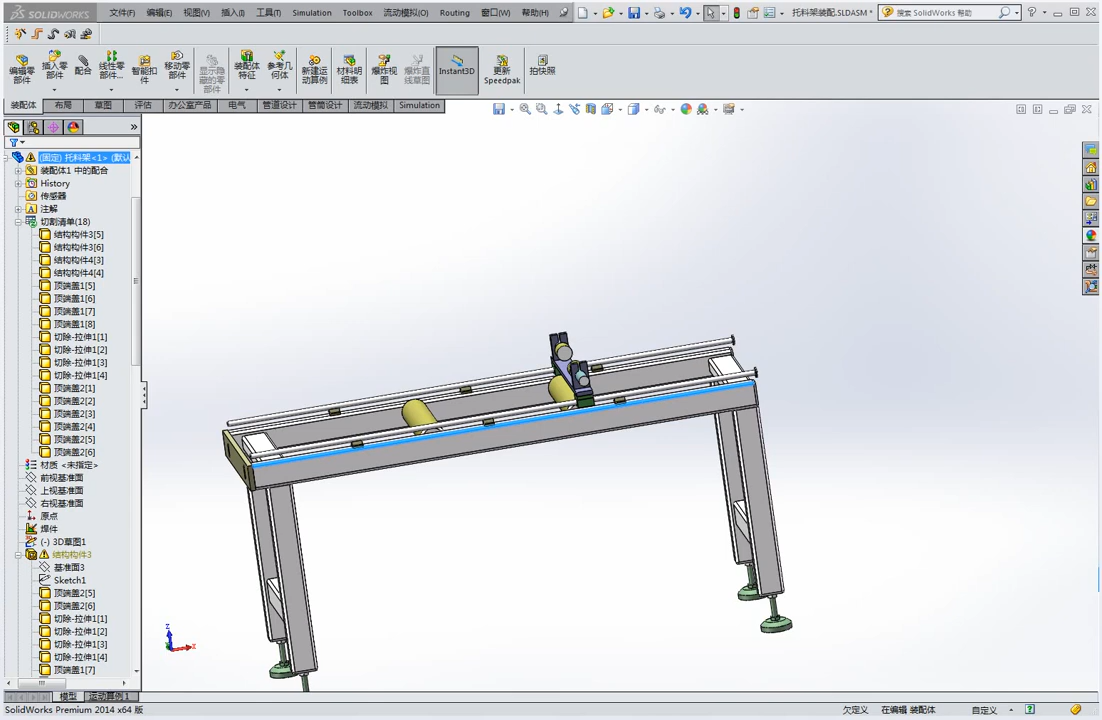 SOLIDWORKS 文件(F) 编辑(E) 视图(V) 插入(I) 工具(T) Simulation Toolbox 流动模拟(O) Routing 窗口(W) 帮助(H) 托料架装配.SLDASM * 搜索 SolidWorks 帮助
编辑零部件 插入零部件 配合 线性零部件... 智能扣件 移动零部件 显示隐藏的零部件 装配体特征 参考几何体 新建运动算例 材料明细表 爆炸视图 爆炸直线草图 Instant3D 更新 Speedpak 拍快照
装配体 布局 草图 评估 办公室产品 电气 管道设计 管筒设计 流动模拟 Simulation
(固定) 托料架<1> (默认
装配体1 中的配合
History
传感器
注解
切割清单(18)
结构构件3[5]
结构构件3[6]
结构构件4[3]
结构构件4[4]
顶端盖1[5]
顶端盖1[6]
顶端盖1[7]
顶端盖1[8]
切除-拉伸1[1]
切除-拉伸1[2]
切除-拉伸1[3]
切除-拉伸1[4]
顶端盖2[1]
顶端盖2[2]
顶端盖2[3]
顶端盖2[4]
顶端盖2[5]
顶端盖2[6]
材质 <未指定>
前视基准面
上视基准面
右视基准面
原点
焊件
(-) 3D草图1
结构构件3
基准面3
Sketch1
顶端盖2[5]
顶端盖2[6]
切除-拉伸1[1]
切除-拉伸1[2]
切除-拉伸1[3]
切除-拉伸1[4]
顶端盖1[7]
模型 运动算例 1
SolidWorks Premium 2014 x64 版 欠定义 在编辑 装配体 自定义